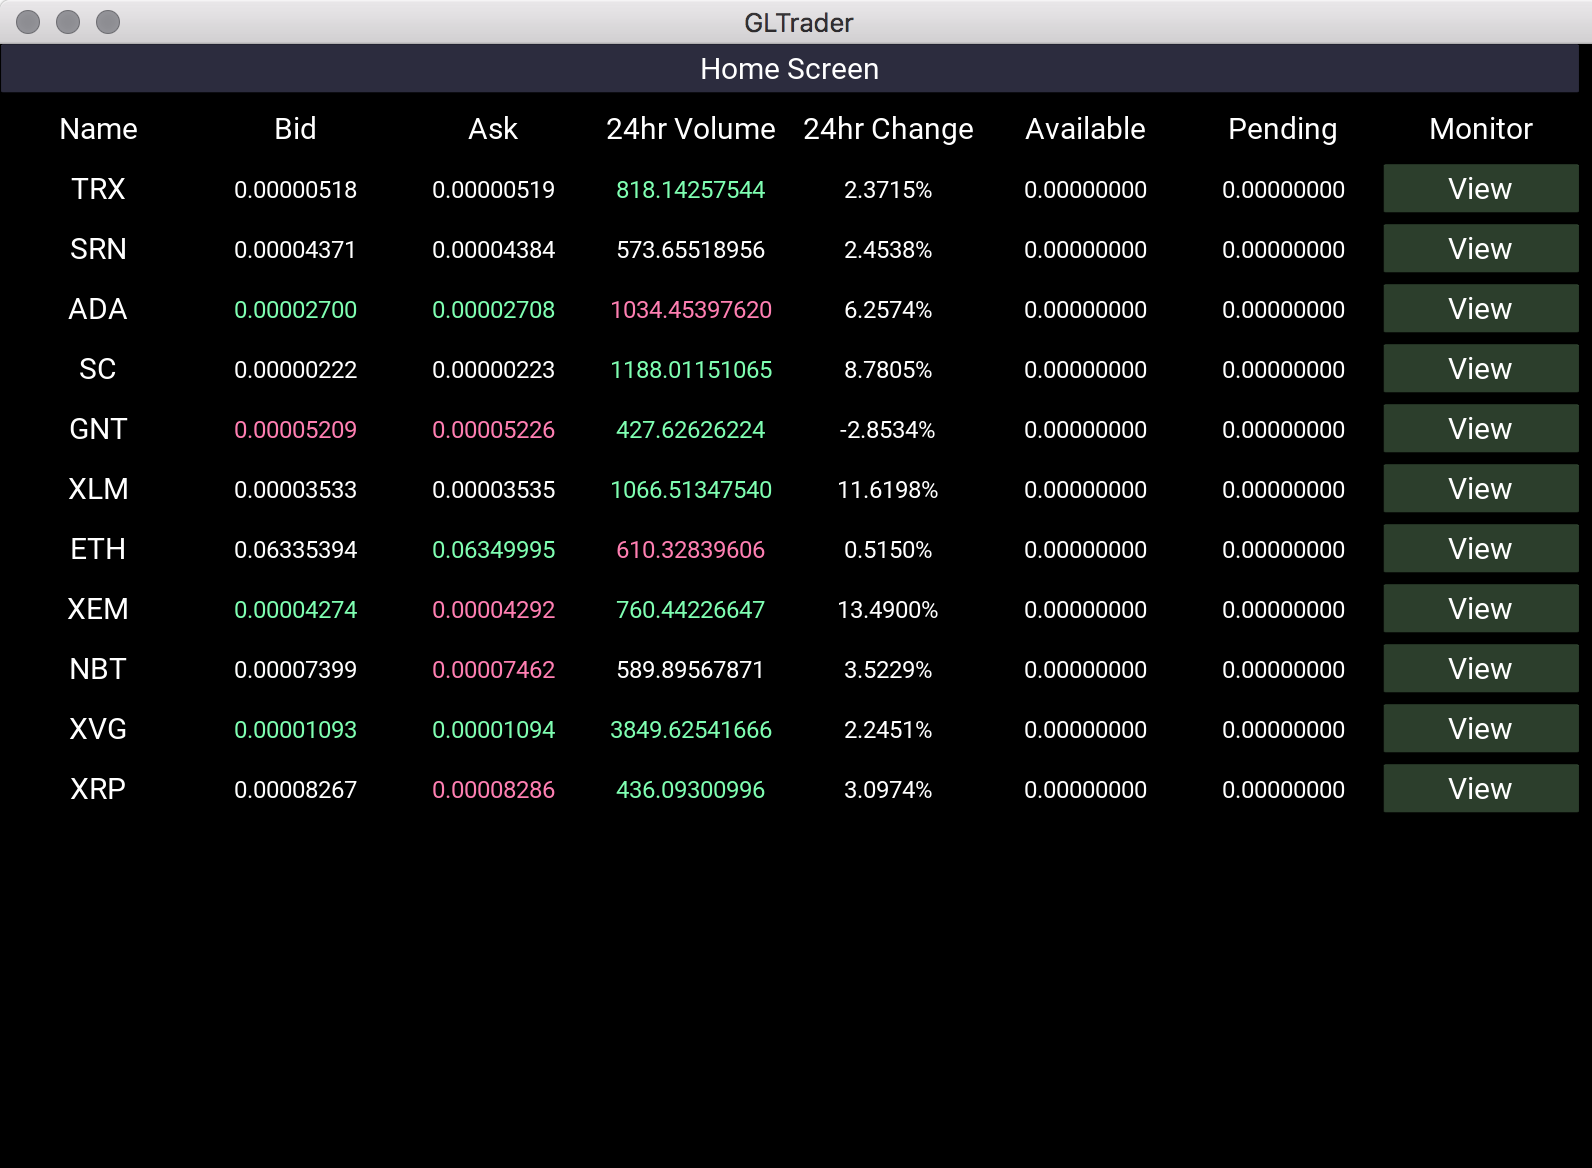 GLTrader
Home Screen
Name Bid Ask 24hr Volume 24hr Change Available Pending Monitor
TRX 0.00000518 0.00000519 818.14257544 2.3715% 0.00000000 0.00000000 View
SRN 0.00004371 0.00004384 573.65518956 2.4538% 0.00000000 0.00000000 View
ADA 0.00002700 0.00002708 1034.45397620 6.2574% 0.00000000 0.00000000 View
SC 0.00000222 0.00000223 1188.01151065 8.7805% 0.00000000 0.00000000 View
GNT 0.00005209 0.00005226 427.62626224 -2.8534% 0.00000000 0.00000000 View
XLM 0.00003533 0.00003535 1066.51347540 11.6198% 0.00000000 0.00000000 View
ETH 0.06335394 0.06349995 610.32839606 0.5150% 0.00000000 0.00000000 View
XEM 0.00004274 0.00004292 760.44226647 13.4900% 0.00000000 0.00000000 View
NBT 0.00007399 0.00007462 589.89567871 3.5229% 0.00000000 0.00000000 View
XVG 0.00001093 0.00001094 3849.62541666 2.2451% 0.00000000 0.00000000 View
XRP 0.00008267 0.00008286 436.09300996 3.0974% 0.00000000 0.00000000 View